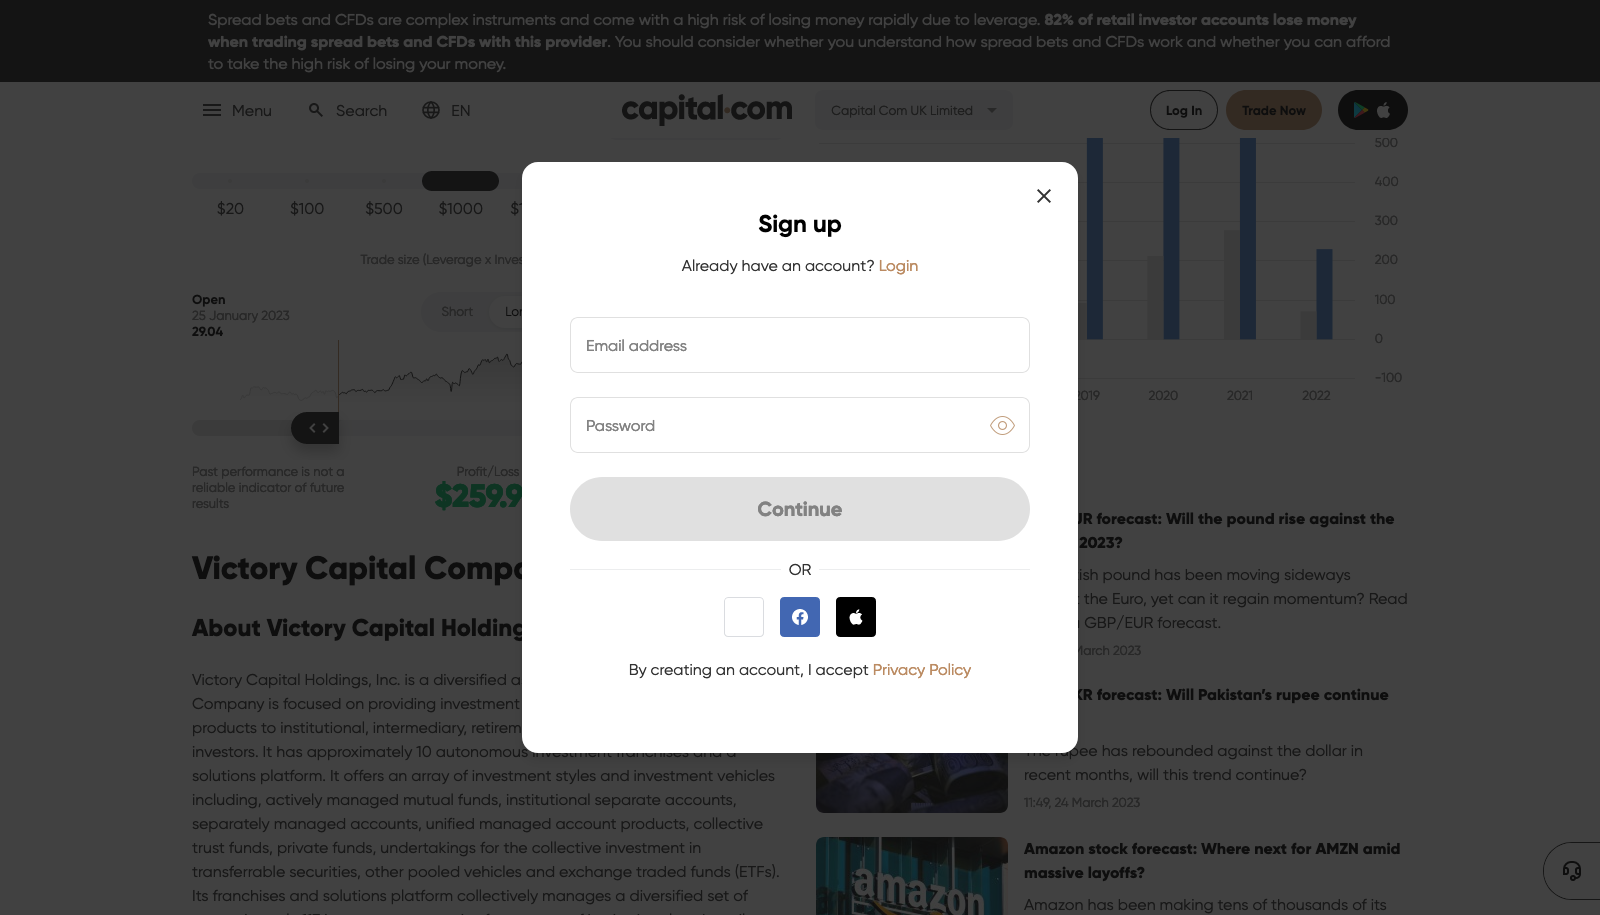 Spread bets and CFDs are complex instruments and come with a high risk of losing money rapidly due to leverage. 82% of retail investor accounts lose money
when trading spread bets and CFDs with this provider. You should consider whether you understand how spread bets and CFDs work and whether you can afford
to take the high risk of losing your money.
Menu
Search
EN
capital.com
Capital Com UK Limited
Log In
Trade Now
$20
$100
$500
$1000
Trade size (Leverage x Inves
Open
25 January 2023
29.04
Short
Past performance is not a
reliable indicator of future
results
Profit/Loss
$259.9
500
400
300
200
100
0
-100
2019
2020
2021
2022
Sign up
Already have an account? Login
Email address
Password
Continue
OR
By creating an account, I accept Privacy Policy
Victory Capital Compa
About Victory Capital Holding
Victory Capital Holdings, Inc. is a diversified a
Company is focused on providing investment
products to institutional, intermediary, retirem
investors. It has approximately 10 autonomous investment franchises and a
solutions platform. It offers an array of investment styles and investment vehicles
including, actively managed mutual funds, institutional separate accounts,
separately managed accounts, unified managed account products, collective
trust funds, private funds, undertakings for the collective investment in
transferrable securities, other pooled vehicles and exchange traded funds (ETFs).
Its franchises and solutions platform collectively manages a diversified set of
UR forecast: Will the pound rise against the
2023?
ish pound has been moving sideways
t the Euro, yet can it regain momentum? Read
GBP/EUR forecast.
March 2023
KR forecast: Will Pakistan’s rupee continue
The rupee has rebounded against the dollar in
recent months, will this trend continue?
11:49, 24 March 2023
amazon
Amazon stock forecast: Where next for AMZN amid
massive layoffs?
Amazon has been making tens of thousands of its